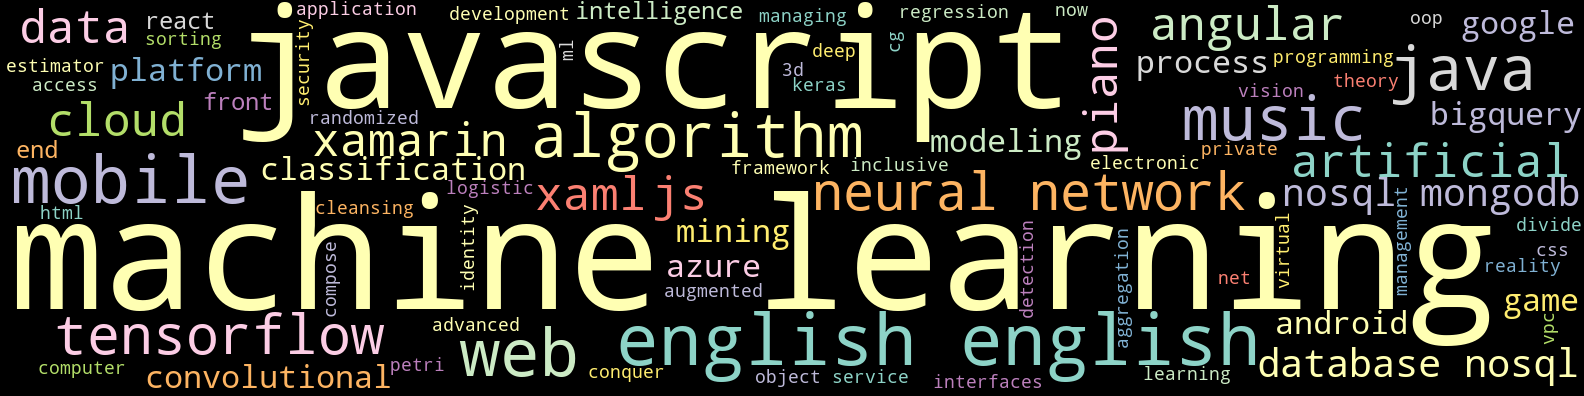 data
react
sorting
application
security
javascript
development
intelligence
ml
managing
deep
3d
keras
cg
regression
now
piano
angular
oop
google
process
programming
java
theory
estimator
access
platform
front
cloud
randomized
end
xamarin
algorithm
modeling
vision
music
bigquery
private
artificial
mobile
classification
framework
inclusive
electronic
logistic
xamljs
neural network
nosql
mongodb
html
cleansing
identity
mining
management
virtual
divide
css
machine learning
compose
azure
augmented
detection
aggregation
net
reality
game
tensorflow
advanced
web
english english
android
vpc
database nosql
computer
convolutional
petri
conquer
object
service
interfaces
learning